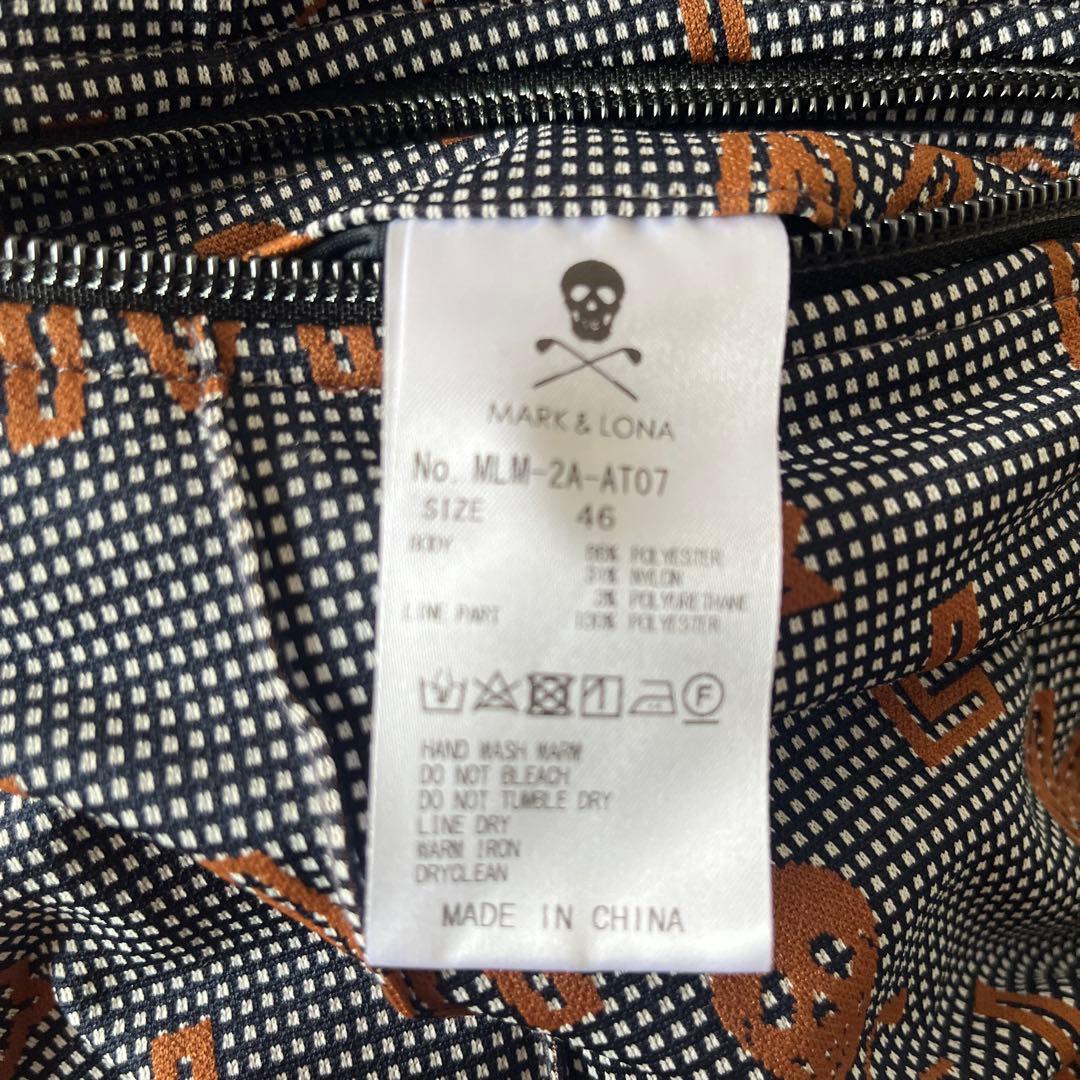 MARK & LONA
No. MLM-2A-AT07
SIZE 46
BODY 66% POLYESTER
31% NYLON
3% POLYURETHANE
LINE PART 100% POLYESTER
F
HAND WASH WARM
DO NOT BLEACH
DO NOT TUMBLE DRY
LINE DRY
WARM IRON
DRYCLEAN
MADE IN CHINA